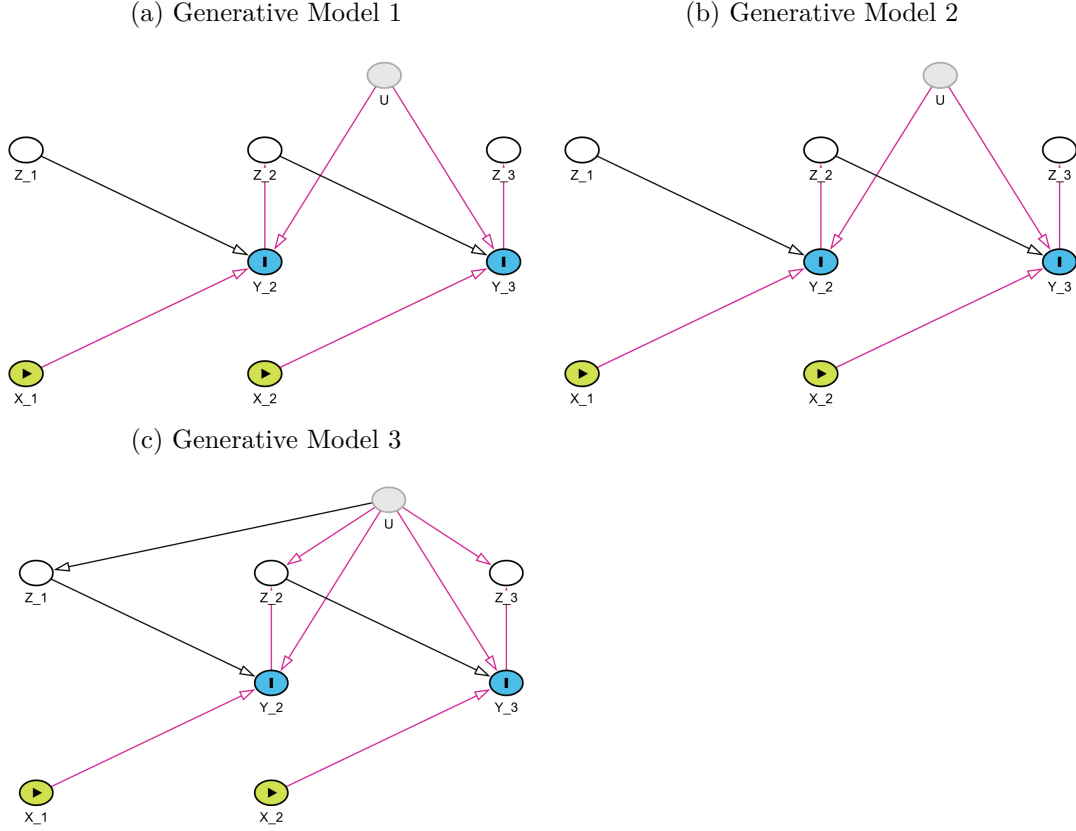 (a) Generative Model 1
U
Z_1
Z_2
Z_3
Y_2
Y_3
X_1
X_2
(b) Generative Model 2
U
Z_1
Z_2
Z_3
Y_2
Y_3
X_1
X_2
(c) Generative Model 3
U
Z_1
Z_2
Z_3
Y_2
Y_3
X_1
X_2